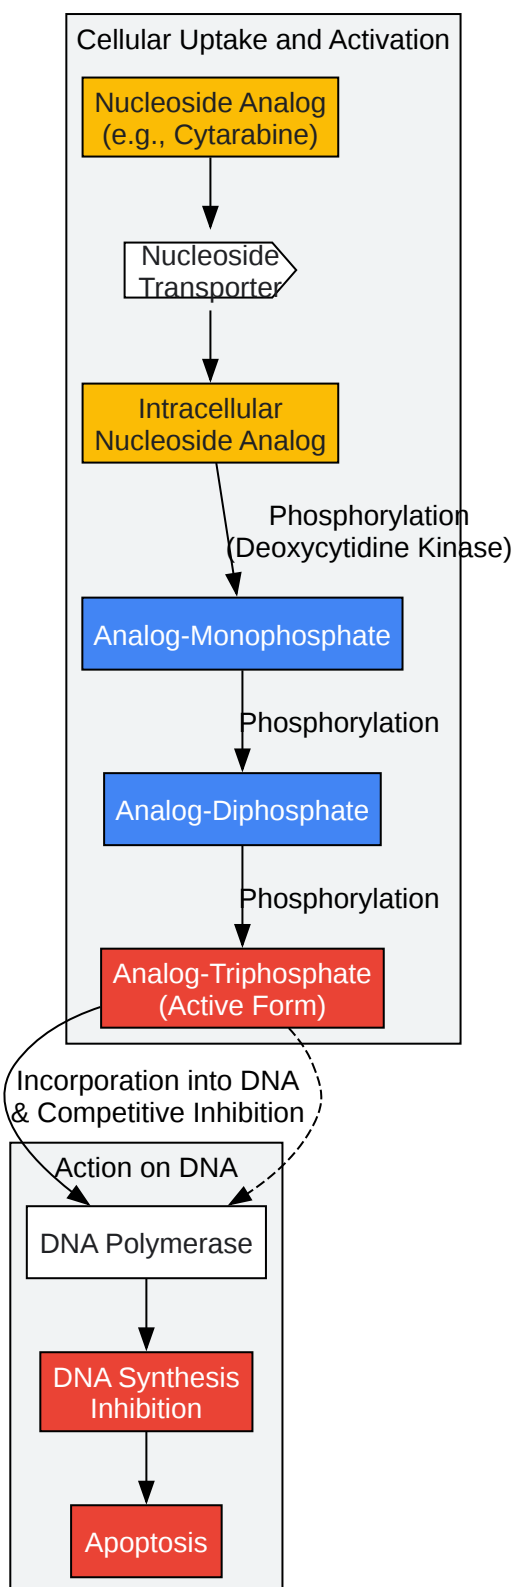 Cellular Uptake and Activation
Nucleoside Analog
(e.g., Cytarabine)
Nucleoside
Transporter
Intracellular
Nucleoside Analog
Phosphorylation
(Deoxycytidine Kinase)
Analog-Monophosphate
Phosphorylation
Analog-Diphosphate
Phosphorylation
Analog-Triphosphate
(Active Form)
Incorporation into DNA
& Competitive Inhibition
Action on DNA
DNA Polymerase
DNA Synthesis
Inhibition
Apoptosis